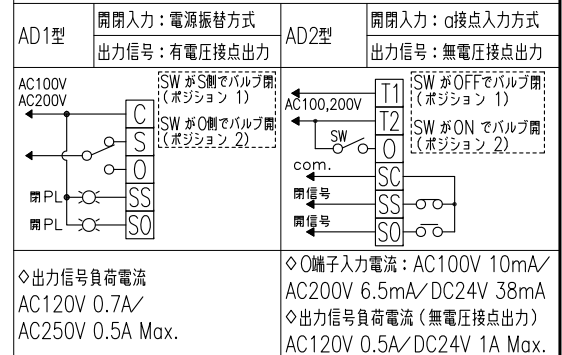 AD1型
開閉入力：電源振替方式
出力信号：有電圧接点出力
AC100V
AC200V
SW がS側でバルブ閉
（ポジション 1）
SW がO側でバルブ開
（ポジション 2）
C
S
O
閉PL
SS
開PL
SO
◇出力信号負荷電流
AC120V 0.7A/
AC250V 0.5A Max.
AD2型
開閉入力：a接点入力方式
出力信号：無電圧接点出力
AC100,200V
SW がOFFでバルブ閉
（ポジション 1）
SW がON でバルブ開
（ポジション 2）
T1
T2
SW
O
com.
SC
閉信号
SS
開信号
SO
◇O端子入力電流：AC100V 10mA/
AC200V 6.5mA/DC24V 38mA
◇出力信号負荷電流（無電圧接点出力）
AC120V 0.5A/DC24V 1A Max.